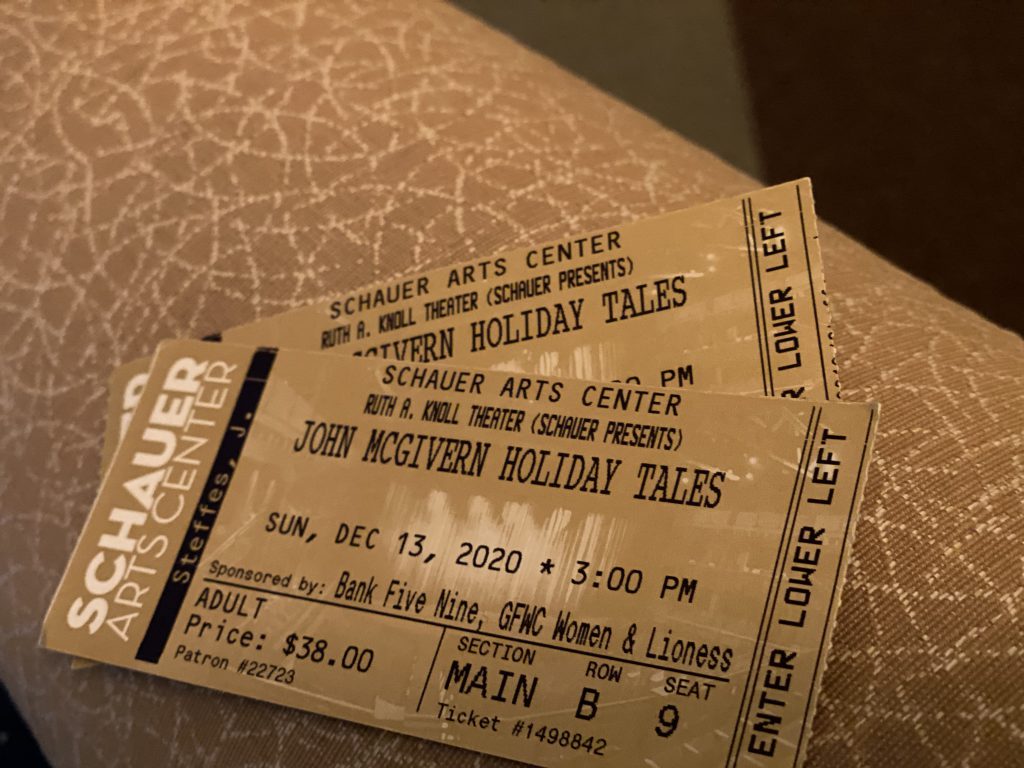 SCHAUER ARTS CENTER
RUTH A. KNOLL THEATER (SCHAUER PRESENTS)
MCGIVERN HOLIDAY TALES
PM
LOWER LEFT
SCHAUER
ARTS CENTER
Steffes, J.
SCHAUER ARTS CENTER
RUTH A. KNOLL THEATER (SCHAUER PRESENTS)
JOHN MCGIVERN HOLIDAY TALES
SUN, DEC 13, 2020 * 3:00 PM
Sponsored by: Bank Five Nine, GFWC Women & Lioness
ADULT
Price: $38.00
Patron #22723
SECTION ROW SEAT
MAIN B 9
Ticket #1498842
ENTER LOWER LEFT